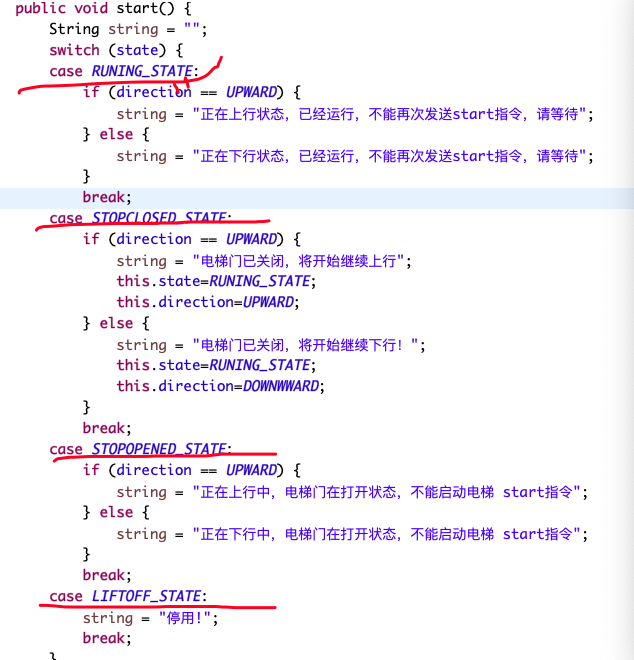 public void start() {
String string = "";
switch (state) {
case RUNING_STATE:
if (direction == UPWARD) {
string = "正在上行状态，已经运行，不能再次发送start指令，请等待";
} else {
string = "正在下行状态，已经运行，不能再次发送start指令，请等待";
}
break;
case STOPCLOSED_STATE:
if (direction == UPWARD) {
string = "电梯门已关闭，将开始继续上行";
this.state=RUNING_STATE;
this.direction=UPWARD;
} else {
string = "电梯门已关闭，将开始继续下行！";
this.state=RUNING_STATE;
this.direction=DOWNWWARD;
}
break;
case STOPOPENED_STATE:
if (direction == UPWARD) {
string = "正在上行中，电梯门在打开状态，不能启动电梯 start指令";
} else {
string = "正在下行中，电梯门在打开状态，不能启动电梯 start指令";
}
break;
case LIFTOFF_STATE:
string = "停用!";
break;
}